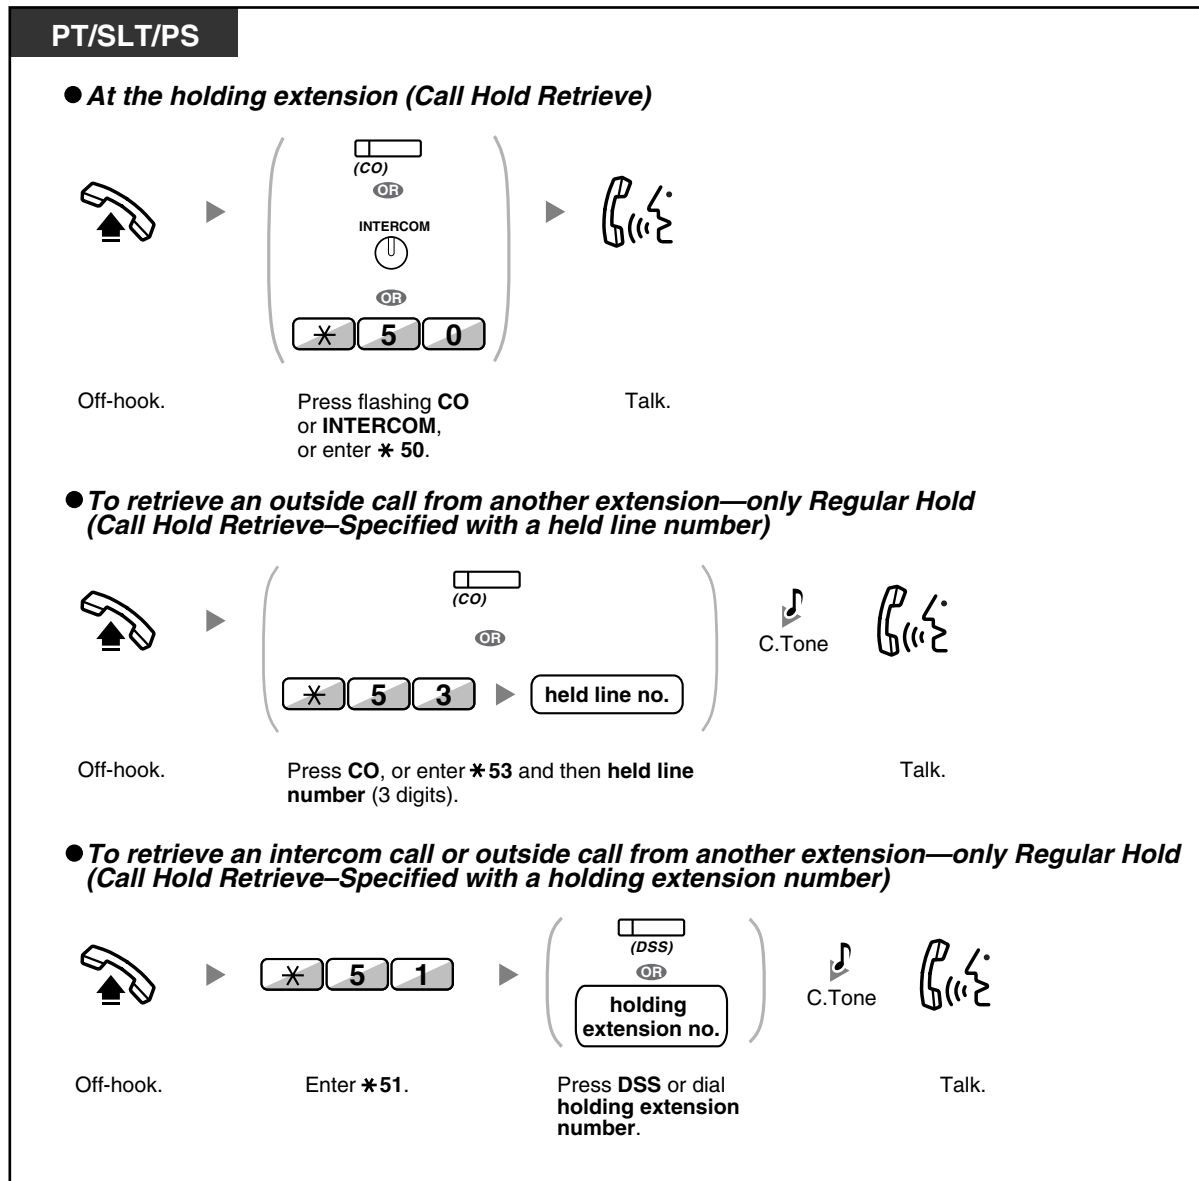 PT/SLT/PS
●At the holding extension (Call Hold Retrieve)
(CO)
OR
INTERCOM
OR
* 5 0
Off-hook.
Press flashing CO
or INTERCOM,
or enter * 50.
Talk.
●To retrieve an outside call from another extension—only Regular Hold
(Call Hold Retrieve–Specified with a held line number)
(CO)
OR
* 5 3
held line no.
C.Tone
Off-hook.
Press CO, or enter *53 and then held line
number (3 digits).
Talk.
●To retrieve an intercom call or outside call from another extension—only Regular Hold
(Call Hold Retrieve–Specified with a holding extension number)
* 5 1
(DSS)
OR
holding
extension no.
C.Tone
Off-hook.
Enter *51.
Press DSS or dial
holding extension
number.
Talk.